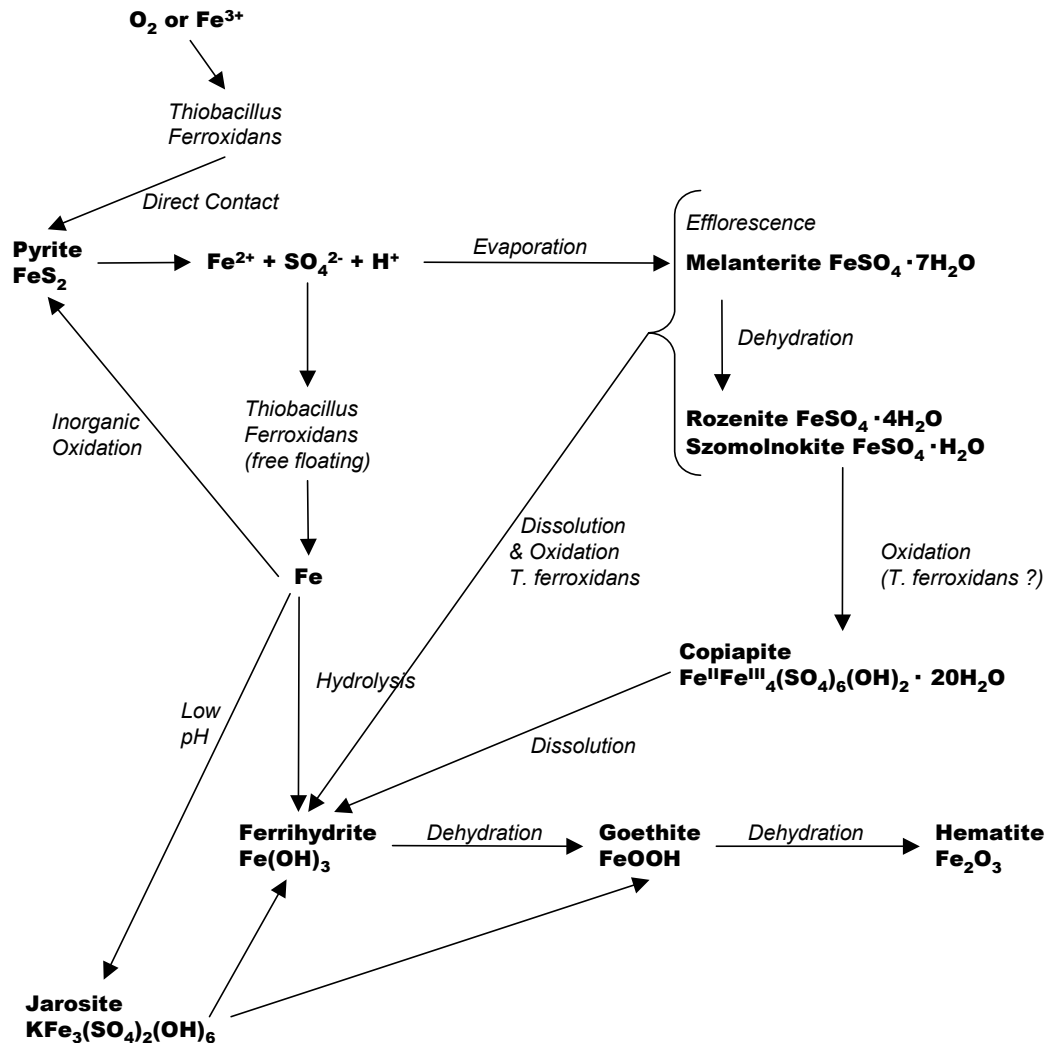 O₂ or Fe³⁺
Thiobacillus
Ferroxidans
Direct Contact
Pyrite
FeS₂
Fe²⁺ + SO₄²⁻ + H⁺
Evaporation
Efflorescence
Melanterite FeSO₄ · 7H₂O
Dehydration
Rozenite FeSO₄ · 4H₂O
Szomolnokite FeSO₄ · H₂O
Inorganic
Oxidation
Thiobacillus
Ferroxidans
(free floating)
Dissolution
& Oxidation
T. ferroxidans
Oxidation
(T. ferroxidans ?)
Fe
Copiapite
FeᴵᴵFeᴵᴵᴵ₄(SO₄)₆(OH)₂ · 20H₂O
Hydrolysis
Low
pH
Dissolution
Ferrihydrite
Fe(OH)₃
Dehydration
Goethite
FeOOH
Dehydration
Hematite
Fe₂O₃
Jarosite
KFe₃(SO₄)₂(OH)₆